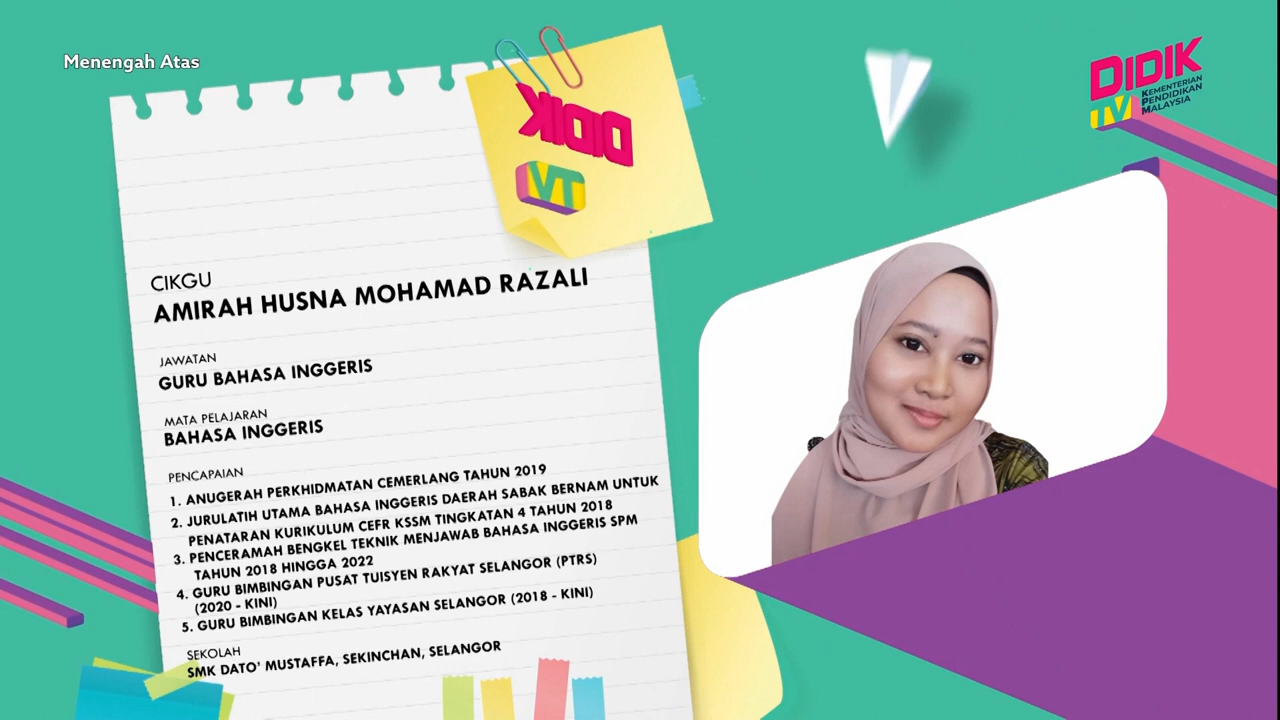 Menengah Atas
DIDIK
TV
KEMENTERIAN
PENDIDIKAN
MALAYSIA
DIDIK
TV
CIKGU
AMIRAH HUSNA MOHAMAD RAZALI
JAWATAN
GURU BAHASA INGGERIS
MATA PELAJARAN
BAHASA INGGERIS
PENCAPAIAN
1. ANUGERAH PERKHIDMATAN CEMERLANG TAHUN 2019
2. JURULATIH UTAMA BAHASA INGGERIS DAERAH SABAK BERNAM UNTUK
PENATARAN KURIKULUM CEFR KSSM TINGKATAN 4 TAHUN 2018
3. PENCERAMAH BENGKEL TEKNIK MENJAWAB BAHASA INGGERIS SPM
TAHUN 2018 HINGGA 2022
4. GURU BIMBINGAN PUSAT TUISYEN RAKYAT SELANGOR (PTRS)
(2020 - KINI)
5. GURU BIMBINGAN KELAS YAYASAN SELANGOR (2018 - KINI)
SEKOLAH
SMK DATO' MUSTAFFA, SEKINCHAN, SELANGOR